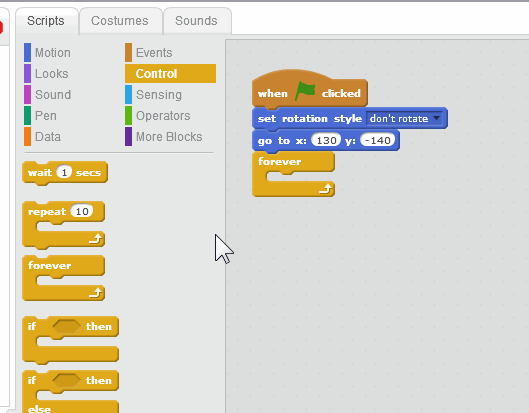 Scripts Costumes Sounds
Motion Events
Looks Control
Sound Sensing
Pen Operators
Data More Blocks
wait 1 secs
repeat 10
forever
if then
if then
else
when clicked
set rotation style don't rotate
go to x: 130 y: -140
forever